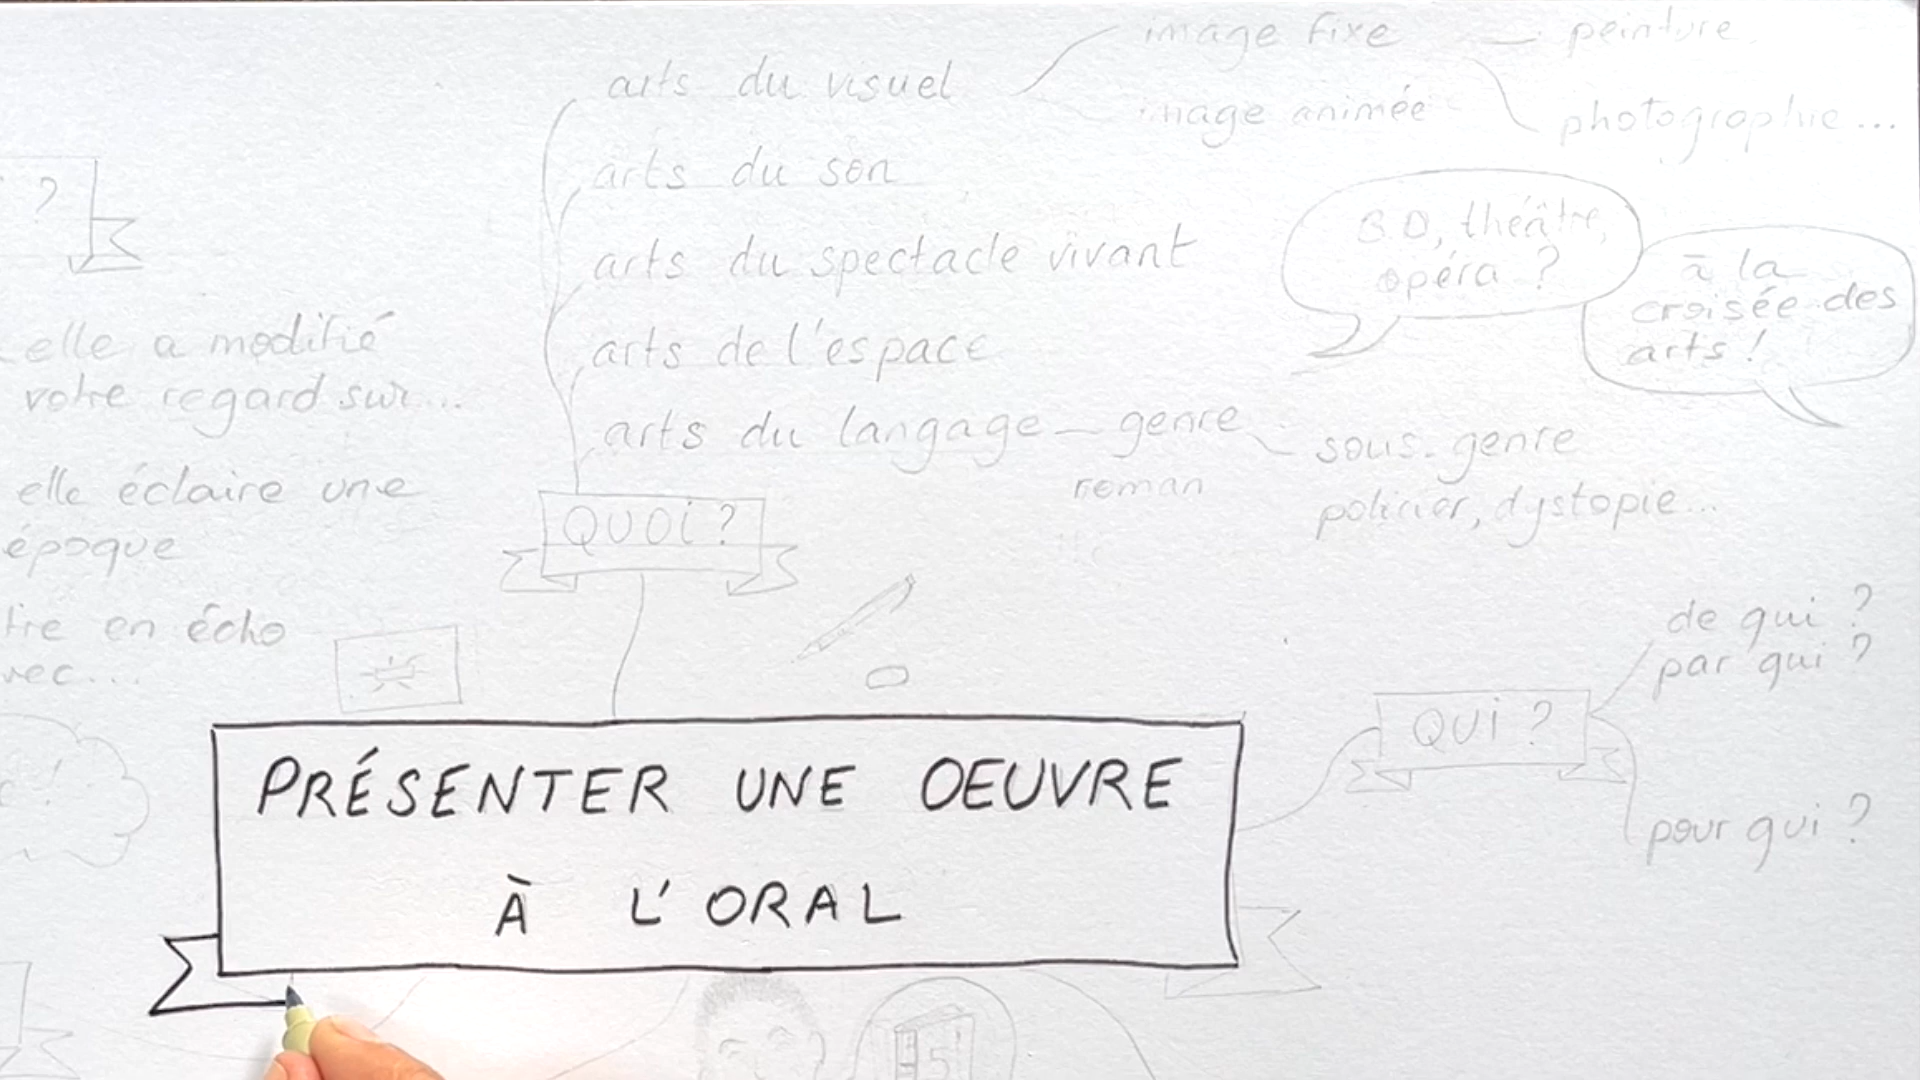 arts du visuel
image fixe
peinture
image animée
photographie...
arts du son
arts du spectacle vivant
arts de l'espace
arts du langage
genre
roman
sous-genre
policier, dystopie...
B.D, théâtre,
opéra ?
à la
croisée des
arts !
?
elle a modifié
votre regard sur...
elle éclaire une
époque
en écho
QUOI ?
QUI ?
de qui ?
par qui ?
pour qui ?
PRÉSENTER UNE OEUVRE
À L'ORAL